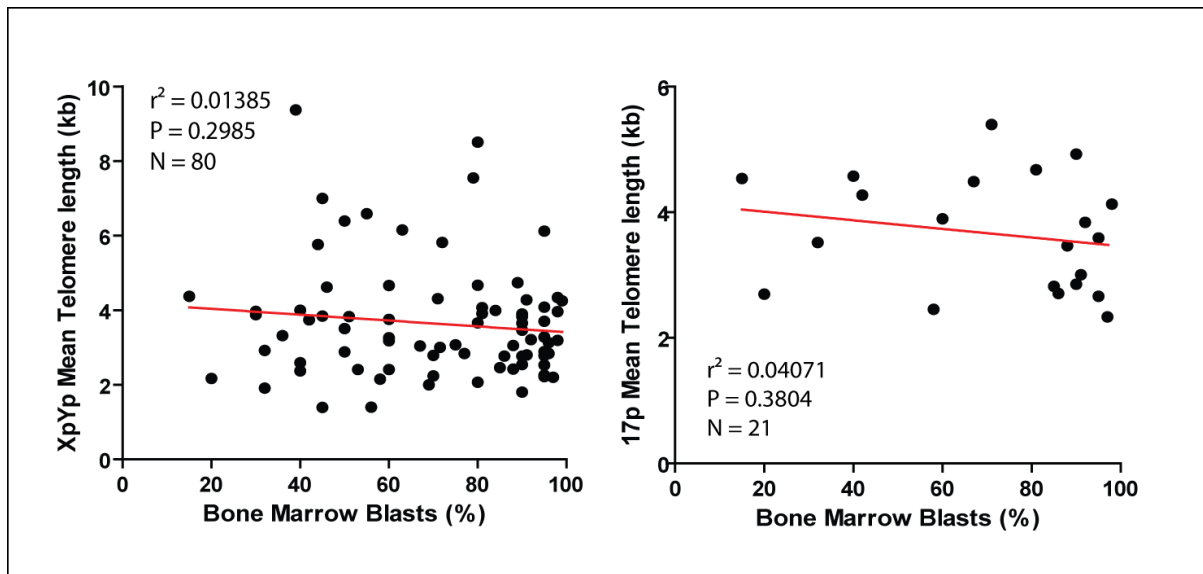 XpYp Mean Telomere length (kb)
10
8
6
4
2
0
r² = 0.01385
P = 0.2985
N = 80
0 20 40 60 80 100
Bone Marrow Blasts (%)
17p Mean Telomere length (kb)
6
4
2
0
r² = 0.04071
P = 0.3804
N = 21
0 20 40 60 80 100
Bone Marrow Blasts (%)